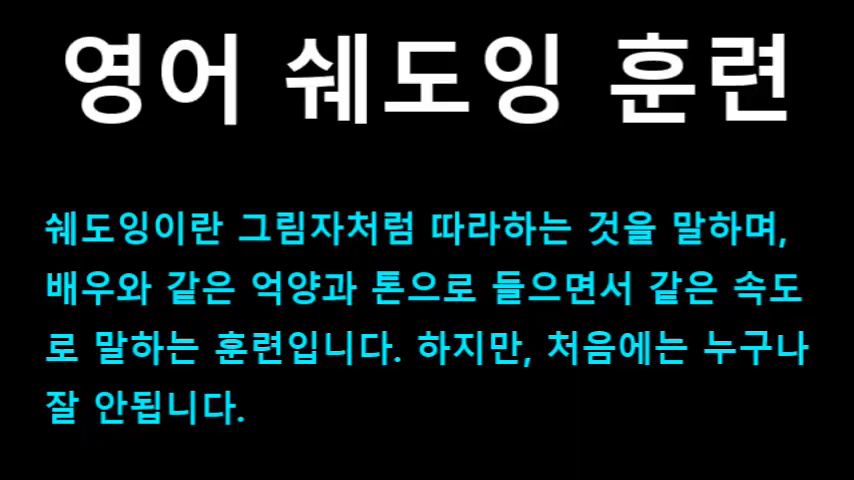 영어 쉐도잉 훈련
쉐도잉이란 그림자처럼 따라하는 것을 말하며,
배우와 같은 억양과 톤으로 들으면서 같은 속도
로 말하는 훈련입니다. 하지만, 처음에는 누구나
잘 안됩니다.